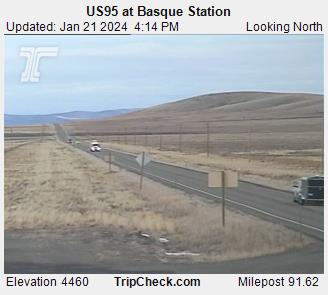 US95 at Basque Station
Updated: Jan 21 2024 4:14 PM Looking North
Elevation 4460 TripCheck.com Milepost 91.62